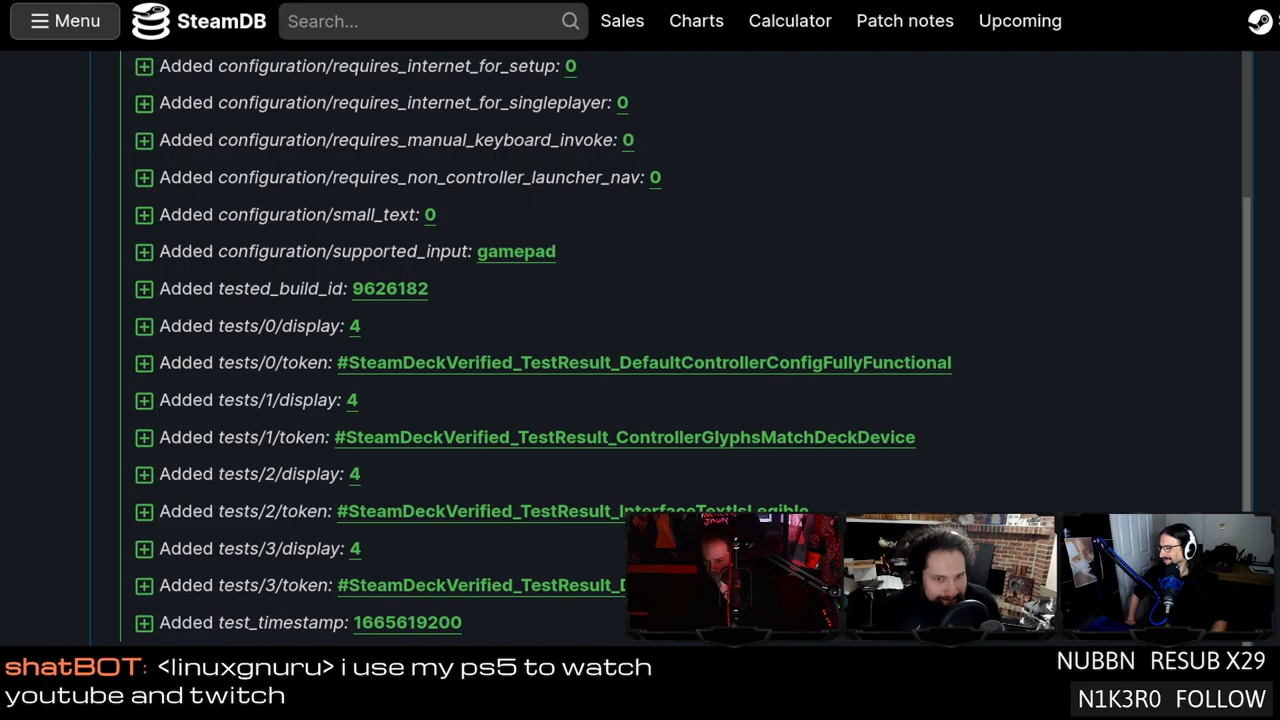 Menu SteamDB Search... Sales Charts Calculator Patch notes Upcoming
Added configuration/requires_internet_for_setup: 0
Added configuration/requires_internet_for_singleplayer: 0
Added configuration/requires_manual_keyboard_invoke: 0
Added configuration/requires_non_controller_launcher_nav: 0
Added configuration/small_text: 0
Added configuration/supported_input: gamepad
Added tested_build_id: 9626182
Added tests/0/display: 4
Added tests/0/token: #SteamDeckVerified_TestResult_DefaultControllerConfigFullyFunctional
Added tests/1/display: 4
Added tests/1/token: #SteamDeckVerified_TestResult_ControllerGlyphsMatchDeckDevice
Added tests/2/display: 4
Added tests/2/token: #SteamDeckVerified_TestResult_InterfaceTextIsLegible
Added tests/3/display: 4
Added tests/3/token: #SteamDeckVerified_TestResult_D
Added test_timestamp: 1665619200
shatBOT: <linuxgnuru> i use my ps5 to watch
youtube and twitch
NUBBN RESUB X29
N1K3R0 FOLLOW